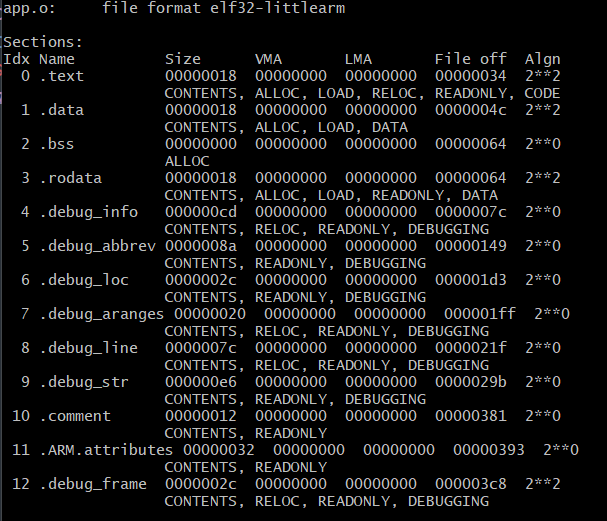 app.o:     file format elf32-littlearm
Sections:
Idx Name          Size      VMA       LMA       File off  Algn
  0 .text         00000018  00000000  00000000  00000034  2**2
                  CONTENTS, ALLOC, LOAD, RELOC, READONLY, CODE
  1 .data         00000018  00000000  00000000  0000004c  2**2
                  CONTENTS, ALLOC, LOAD, DATA
  2 .bss          00000000  00000000  00000000  00000064  2**0
                  ALLOC
  3 .rodata       00000018  00000000  00000000  00000064  2**2
                  CONTENTS, ALLOC, LOAD, READONLY, DATA
  4 .debug_info   000000cd  00000000  00000000  0000007c  2**0
                  CONTENTS, RELOC, READONLY, DEBUGGING
  5 .debug_abbrev 0000008a  00000000  00000000  00000149  2**0
                  CONTENTS, READONLY, DEBUGGING
  6 .debug_loc    0000002c  00000000  00000000  000001d3  2**0
                  CONTENTS, READONLY, DEBUGGING
  7 .debug_aranges 00000020  00000000  00000000  000001ff  2**0
                  CONTENTS, RELOC, READONLY, DEBUGGING
  8 .debug_line   0000007c  00000000  00000000  0000021f  2**0
                  CONTENTS, RELOC, READONLY, DEBUGGING
  9 .debug_str    000000e6  00000000  00000000  0000029b  2**0
                  CONTENTS, READONLY, DEBUGGING
 10 .comment      00000012  00000000  00000000  00000381  2**0
                  CONTENTS, READONLY
 11 .ARM.attributes 00000032  00000000  00000000  00000393  2**0
                  CONTENTS, READONLY
 12 .debug_frame  0000002c  00000000  00000000  000003c8  2**2
                  CONTENTS, RELOC, READONLY, DEBUGGING